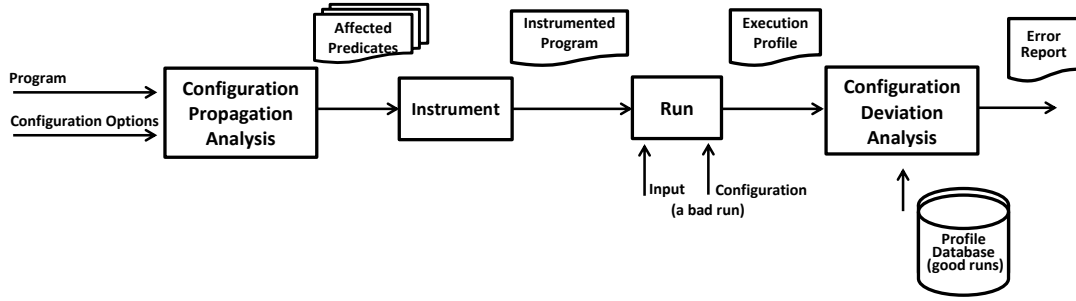 Affected
Predicates
Instrumented
Program
Execution
Profile
Error
Report
Program
Configuration Options
Configuration
Propagation
Analysis
Instrument
Run
Configuration
Deviation
Analysis
Input
Configuration
(a bad run)
Profile
Database
(good runs)